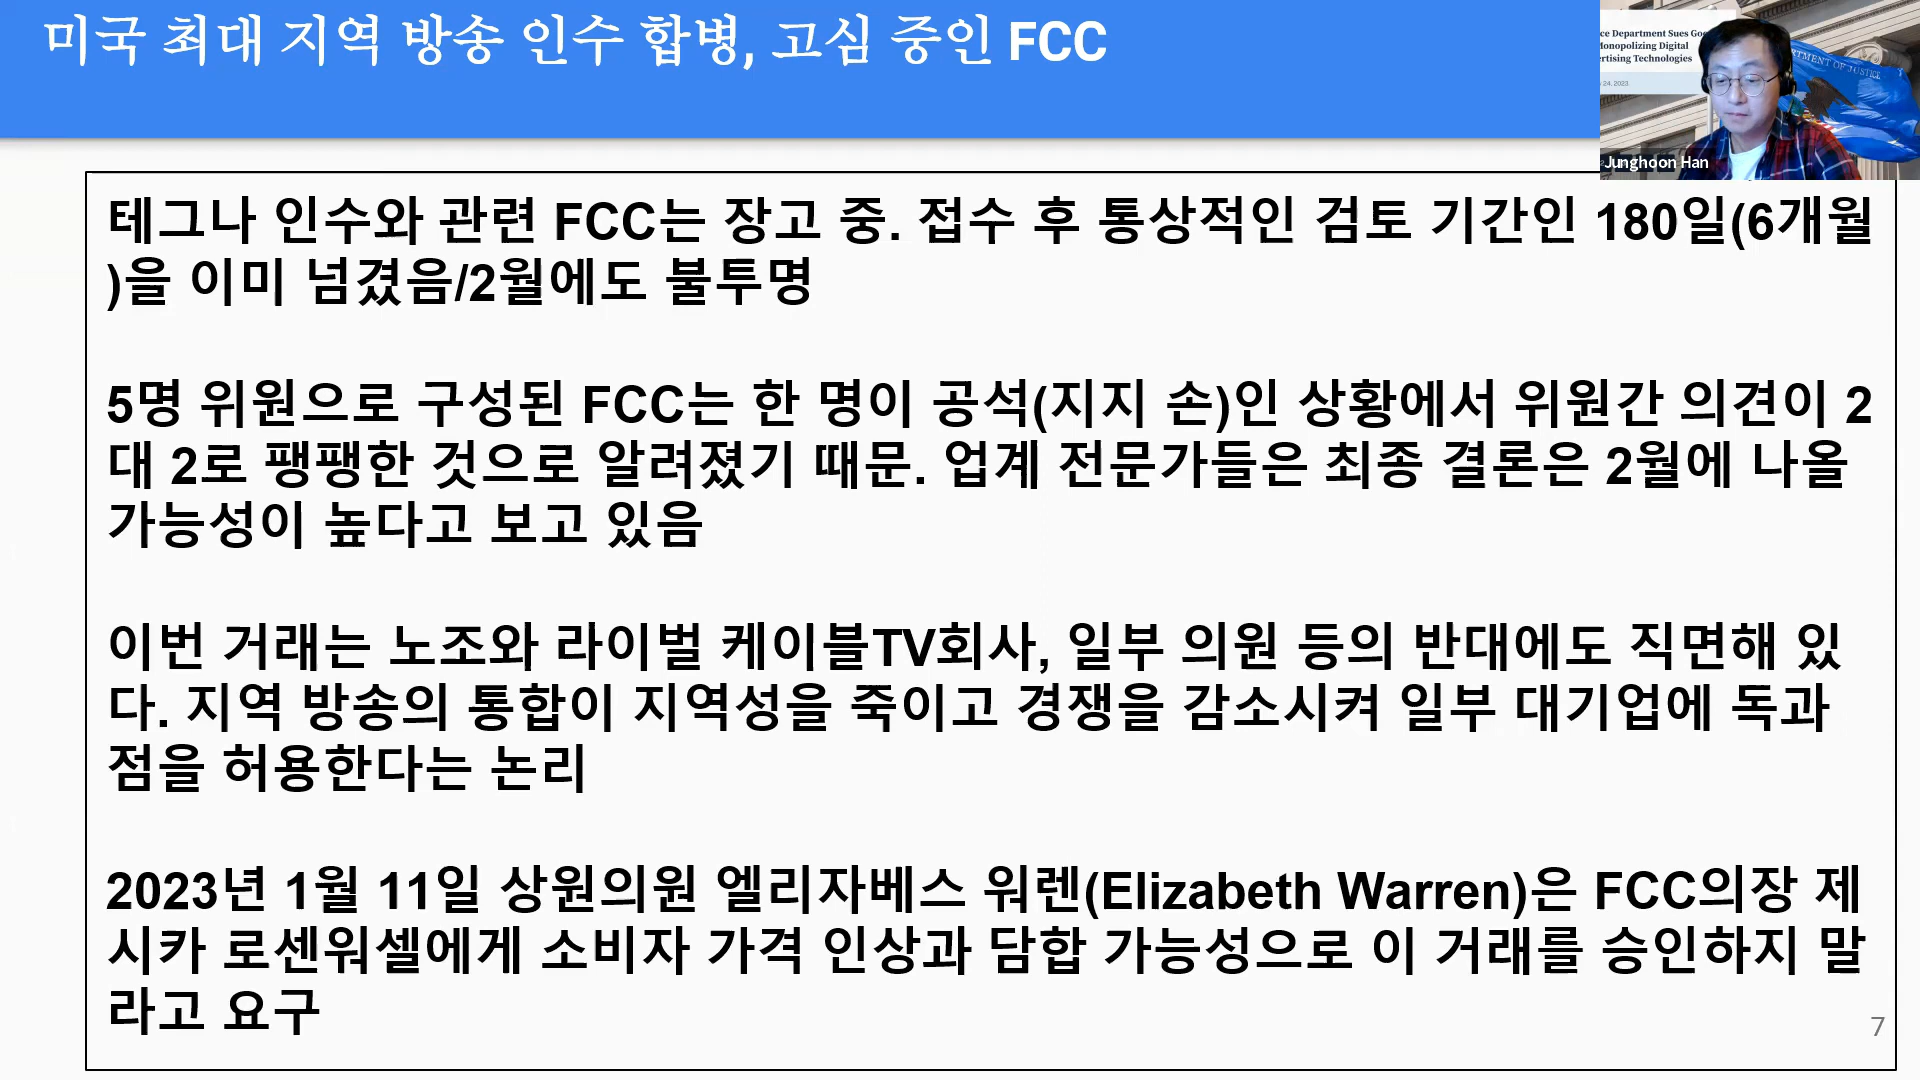 미국 최대 지역 방송 인수 합병, 고심 중인 FCC
ce Department Sues Goo
Monopolizing Digital
ertising Technologies
24, 2023
RTMENT OF JUSTICE
Junghoon Han
테그나 인수와 관련 FCC는 장고 중. 접수 후 통상적인 검토 기간인 180일(6개월
)을 이미 넘겼음/2월에도 불투명
5명 위원으로 구성된 FCC는 한 명이 공석(지지 손)인 상황에서 위원간 의견이 2
대 2로 팽팽한 것으로 알려졌기 때문. 업계 전문가들은 최종 결론은 2월에 나올
가능성이 높다고 보고 있음
이번 거래는 노조와 라이벌 케이블TV회사, 일부 의원 등의 반대에도 직면해 있
다. 지역 방송의 통합이 지역성을 죽이고 경쟁을 감소시켜 일부 대기업에 독과
점을 허용한다는 논리
2023년 1월 11일 상원의원 엘리자베스 워렌(Elizabeth Warren)은 FCC의장 제
시카 로센워셀에게 소비자 가격 인상과 담합 가능성으로 이 거래를 승인하지 말
라고 요구
7